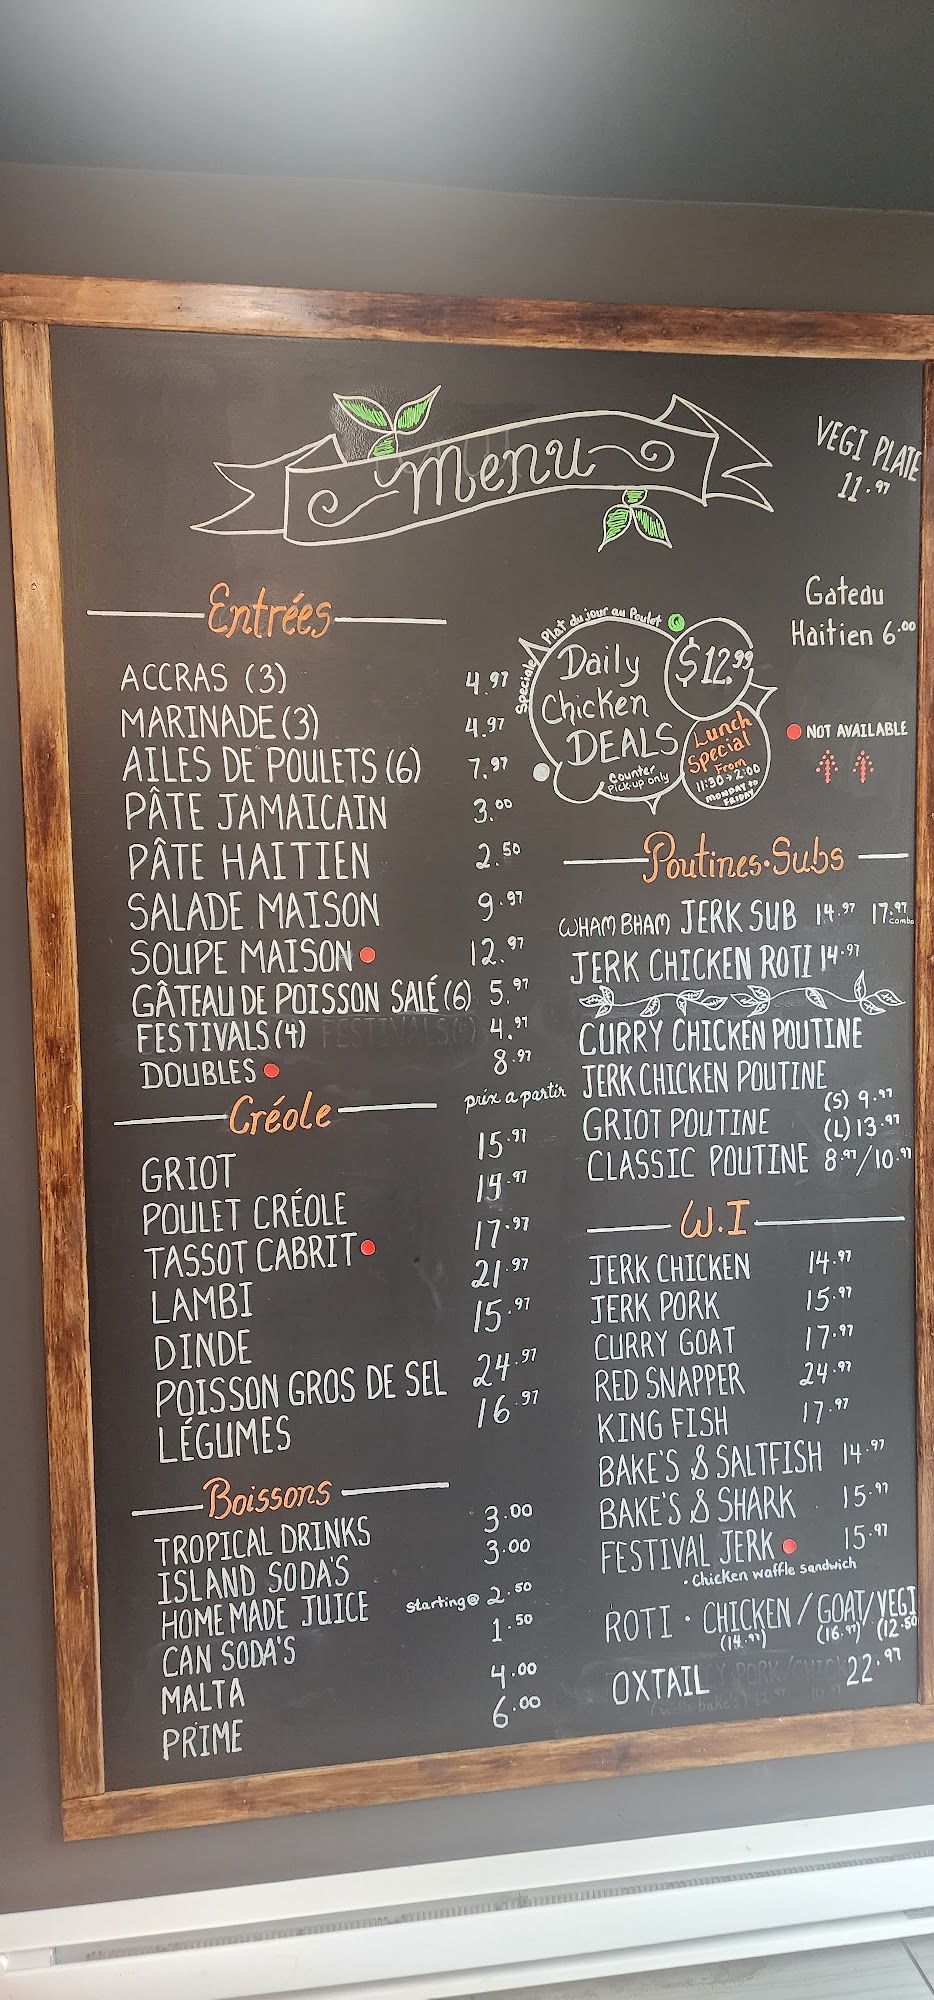 Menu
VEGI PLATE
11.97
Gateau
Haitien 6.00
NOT AVAILABLE
Entrées
ACCRAS (3) 4.97
MARINADE (3) 4.97
AILES DE POULETS (6) 7.97
PÂTE JAMAICAIN 3.00
PÂTE HAITIEN 2.50
SALADE MAISON 9.97
SOUPE MAISON 12.97
GÂTEAU DE POISSON SALÉ (6) 5.97
FESTIVALS (4) 4.97
DOUBLES 8.97
Créole prix a partir
GRIOT 15.97
POULET CRÉOLE 14.97
TASSOT CABRIT 17.97
LAMBI 21.97
DINDE 15.97
POISSON GROS DE SEL 24.97
LÉGUMES 16.97
Boissons
TROPICAL DRINKS 3.00
ISLAND SODA'S 3.00
HOME MADE JUICE starting@ 2.50
CAN SODA'S 1.50
MALTA 4.00
PRIME 6.00
Speciale Plat du jour au Poulet
Daily
Chicken
DEALS
counter
Pick-up only
$12.99
Lunch
Special
From
11:30→2:00
MONDAY to
FRIDAY
Poutines·Subs
WHAM BHAM JERK SUB 14.97 17.97 combo
JERK CHICKEN ROTI 14.97
CURRY CHICKEN POUTINE
JERK CHICKEN POUTINE
(S) 9.97
GRIOT POUTINE (L) 13.97
CLASSIC POUTINE 8.97/10.97
W.I
JERK CHICKEN 14.97
JERK PORK 15.97
CURRY GOAT 17.97
RED SNAPPER 24.97
KING FISH 17.97
BAKE'S & SALTFISH 14.97
BAKE'S & SHARK 15.97
FESTIVAL JERK 15.97
• Chicken waffle sandwich
ROTI • CHICKEN / GOAT / VEGI
(14.97) (16.97) (12.50
OXTAIL 22.97